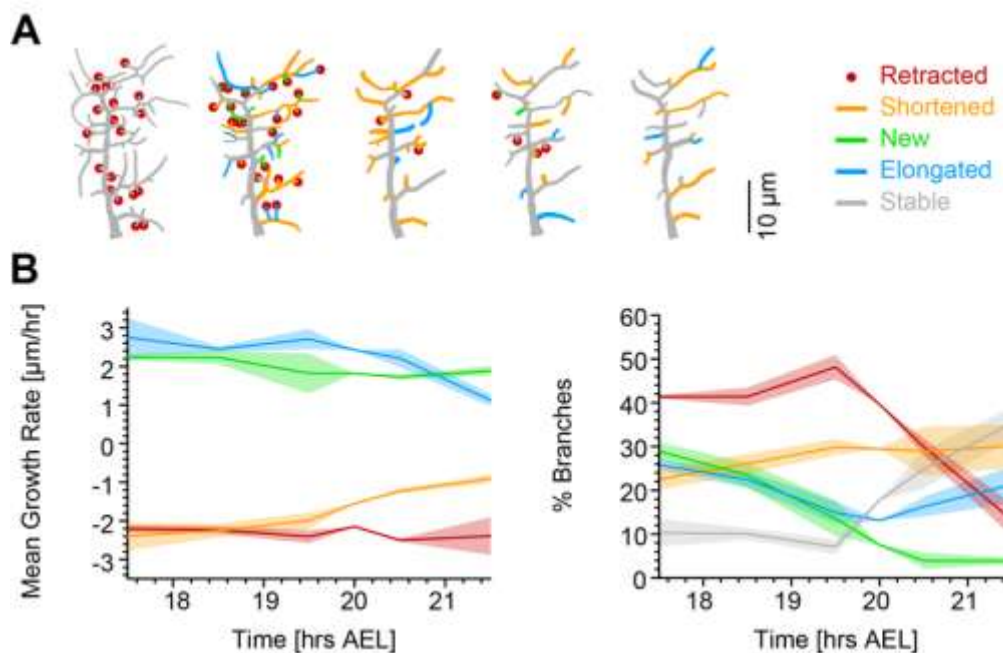 A
Retracted
Shortened
New
Elongated
Stable
10 μm
B
Mean Growth Rate [μm/hr]
3
2
1
0
-1
-2
-3
18 19 20 21
Time [hrs AEL]
% Branches
60
50
40
30
20
10
0
18 19 20 21
Time [hrs AEL]